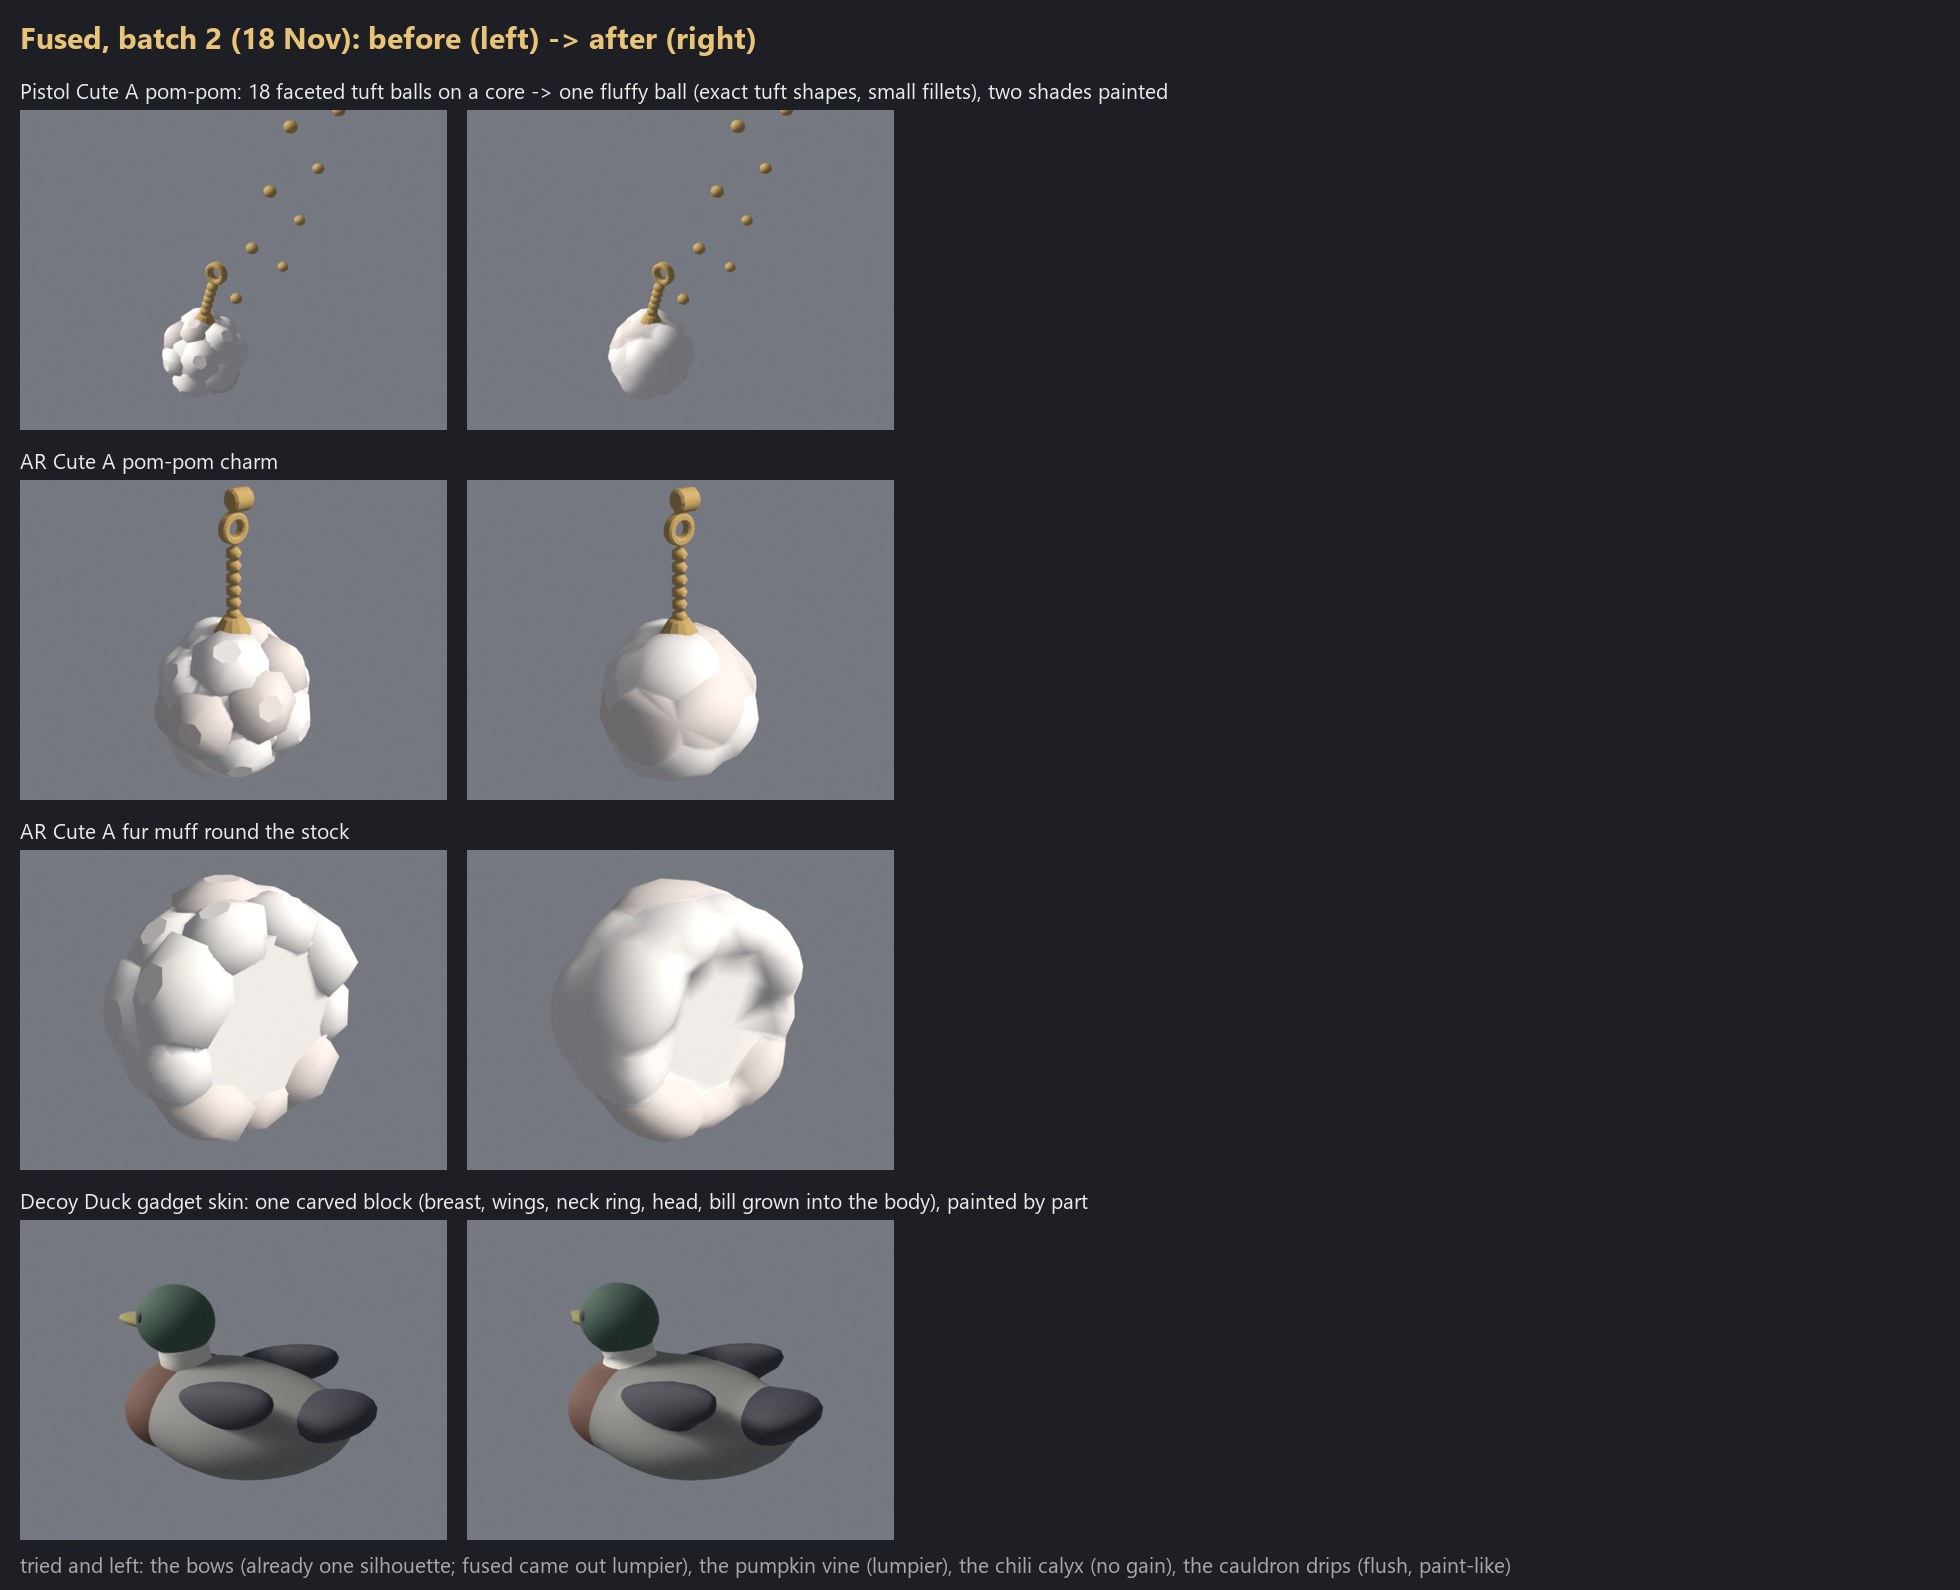 Fused, batch 2 (18 Nov): before (left) -> after (right)
Pistol Cute A pom-pom: 18 faceted tuft balls on a core -> one fluffy ball (exact tuft shapes, small fillets), two shades painted
AR Cute A pom-pom charm
AR Cute A fur muff round the stock
Decoy Duck gadget skin: one carved block (breast, wings, neck ring, head, bill grown into the body), painted by part
tried and left: the bows (already one silhouette; fused came out lumpier), the pumpkin vine (lumpier), the chili calyx (no gain), the cauldron drips (flush, paint-like)